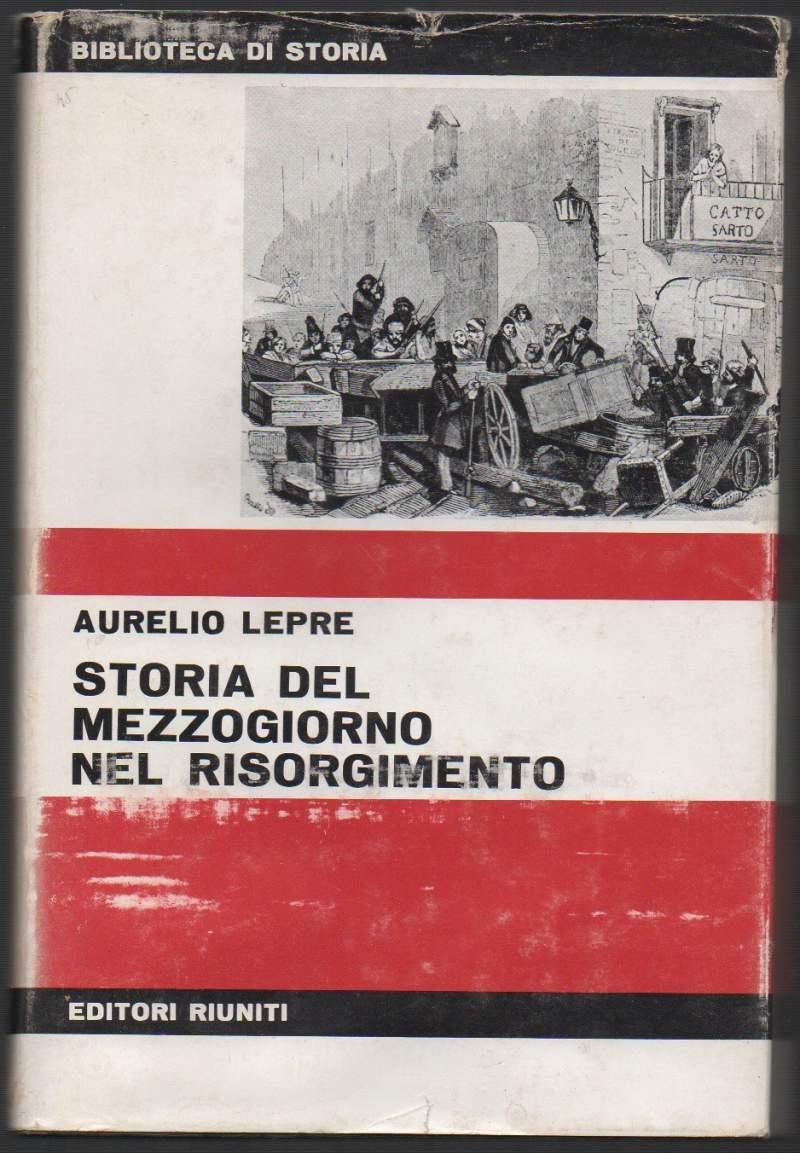 BIBLIOTECA DI STORIA
CATTO
SARTO
SARTO
AURELIO LEPRE
STORIA DEL
MEZZOGIORNO
NEL RISORGIMENTO
EDITORI RIUNITI